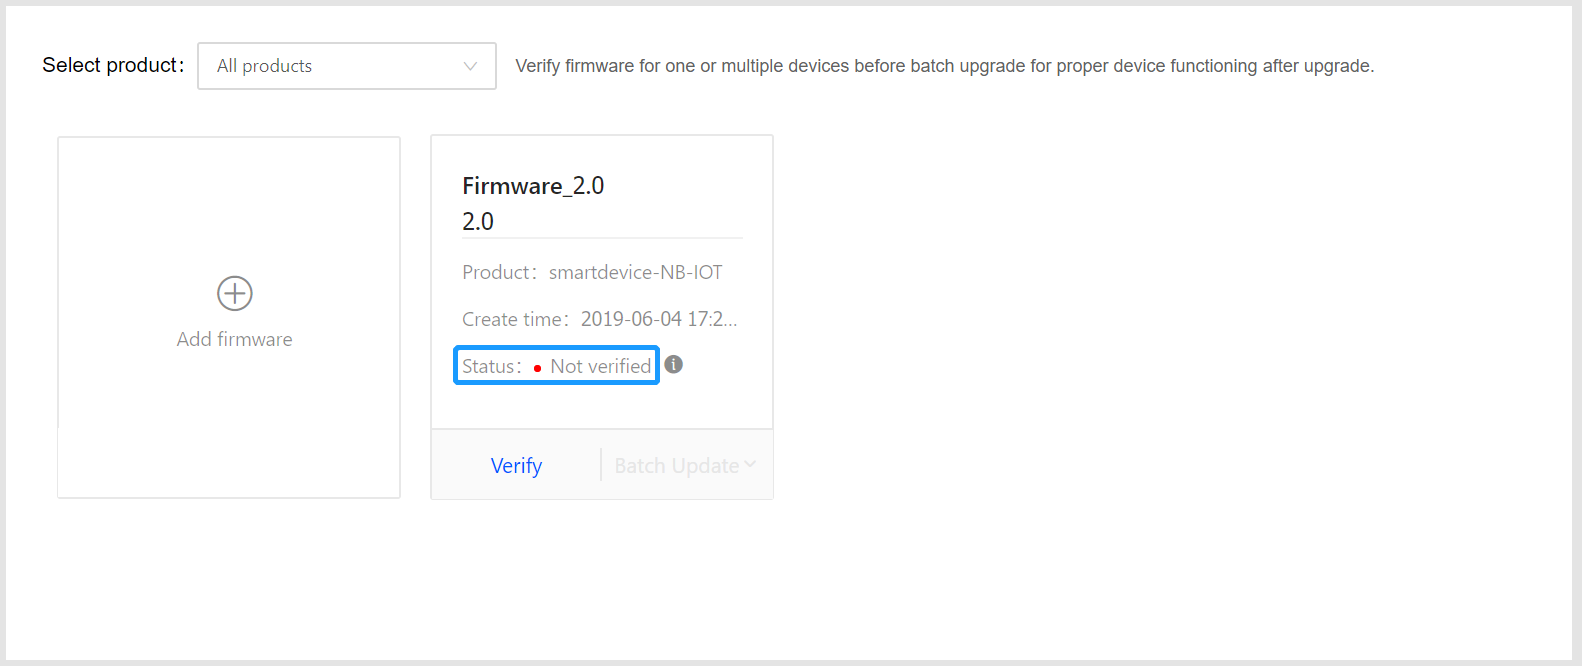 Select product:
All products
Verify firmware for one or multiple devices before batch upgrade for proper device functioning after upgrade.
Add firmware
Firmware_2.0
2.0
Product: smartdevice-NB-IOT
Create time: 2019-06-04 17:2...
Status: • Not verified
Verify
Batch Update